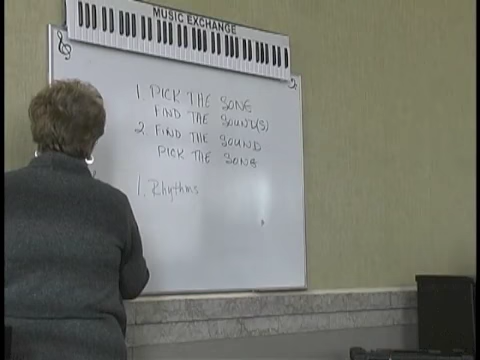 MUSIC EXCHANGE
1. PICK THE SONG
FIND THE SOUND(S)
2. FIND THE SOUND
PICK THE SONG
1. Rhythms